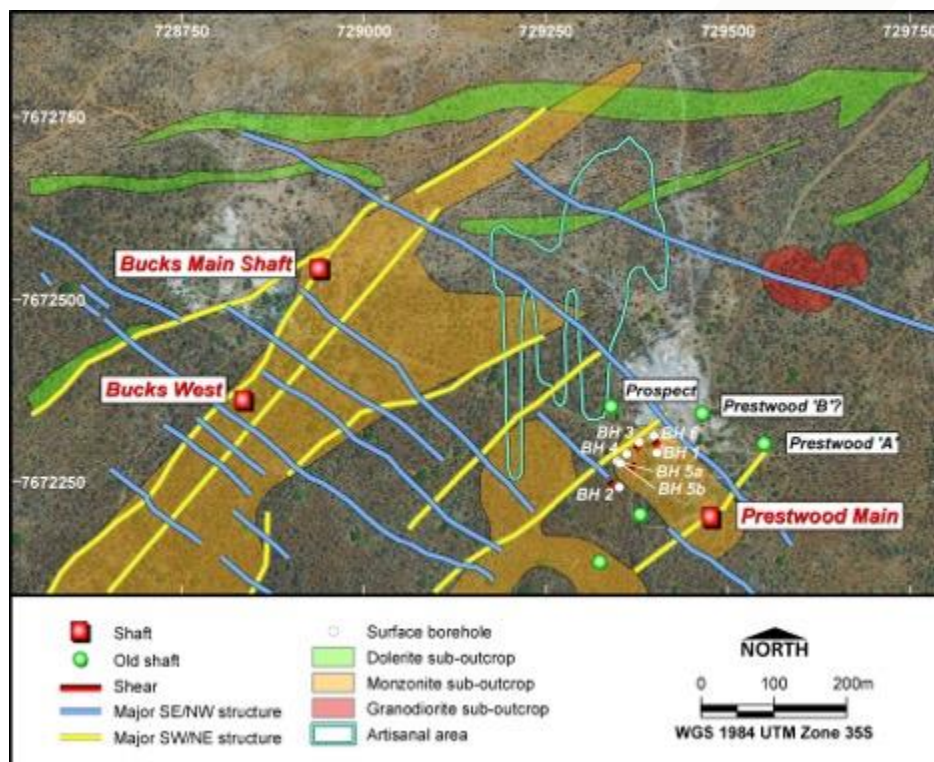 728750
729000
729250
729500
729750
7672750
Bucks Main Shaft
7672500
Bucks West
Prospect
Prestwood 'B'?
BH 3
BH 6
Prestwood 'A'
BH 4
BH 1
BH 5a
7672250
BH 5b
BH 2
Prestwood Main
Shaft
Old shaft
Shear
Major SE/NW structure
Major SW/NE structure
Surface borehole
Dolerite sub-outcrop
Monzonite sub-outcrop
Granodiorite sub-outcrop
Artisanal area
NORTH
0 100 200m
WGS 1984 UTM Zone 35S